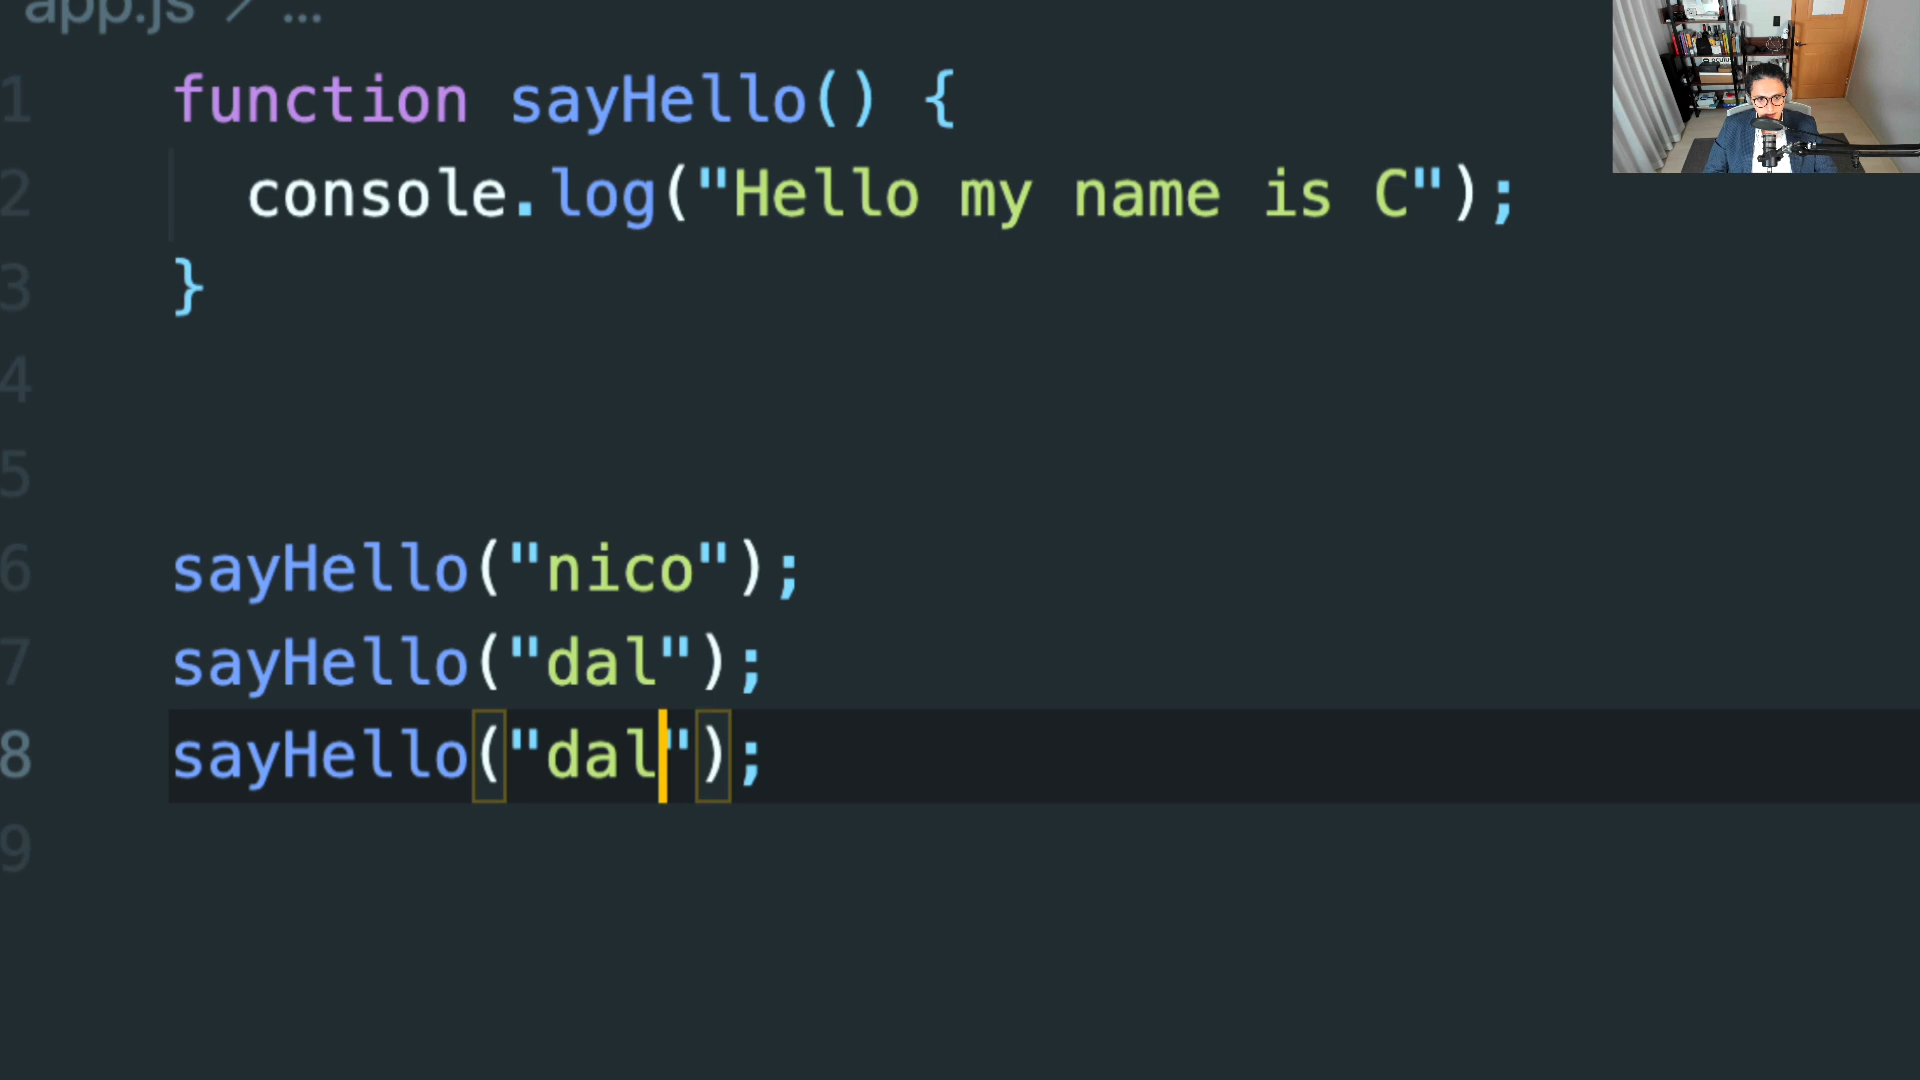 app.js > ...
1 function sayHello() {
2 console.log("Hello my name is C");
3 }
4
5
6 sayHello("nico");
7 sayHello("dal");
8 sayHello("dal");
9